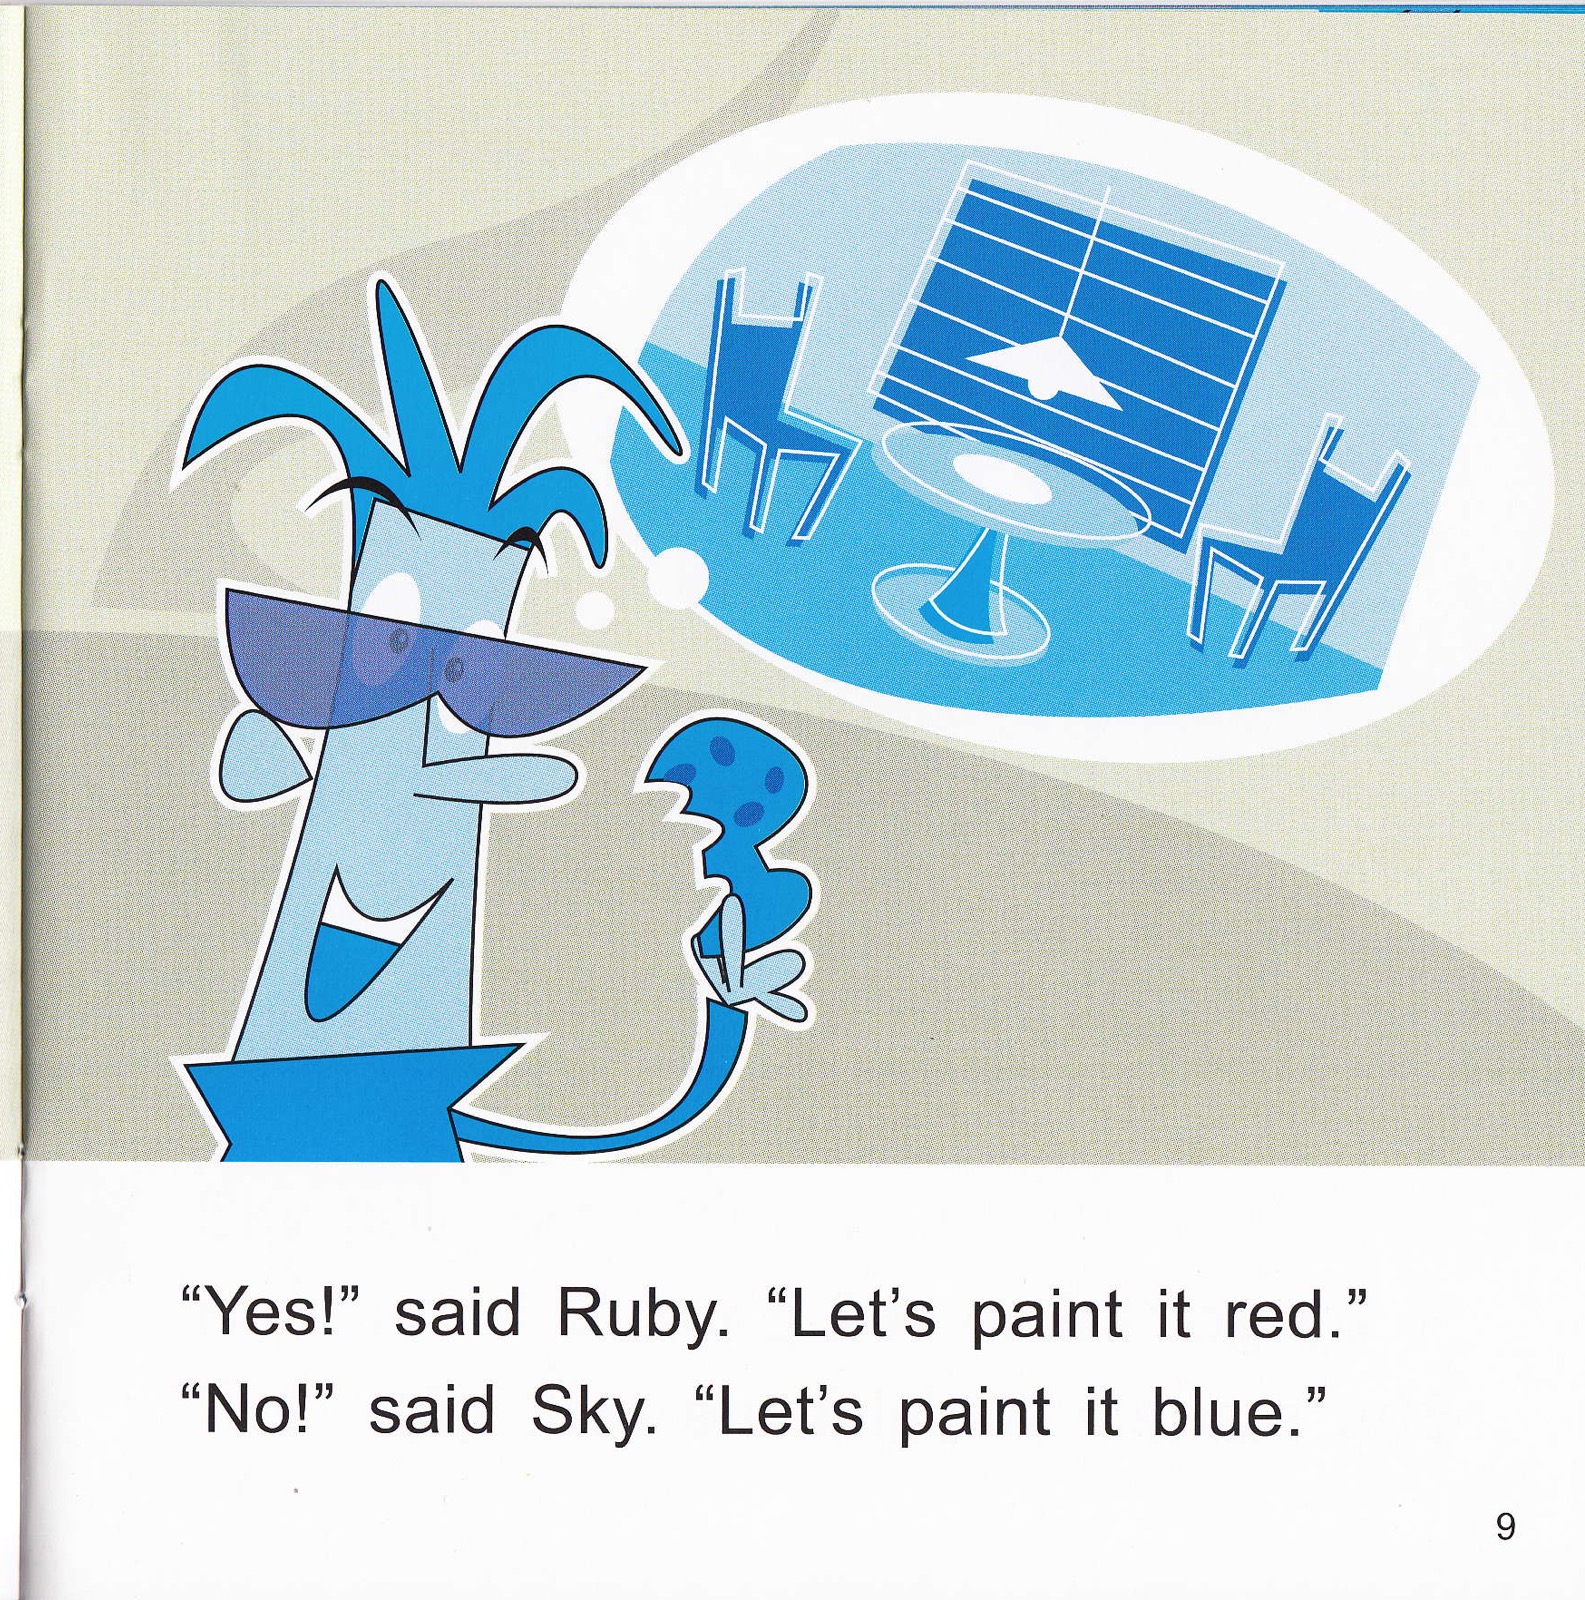 “Yes!” said Ruby. “Let’s paint it red.”
“No!” said Sky. “Let’s paint it blue.”
9